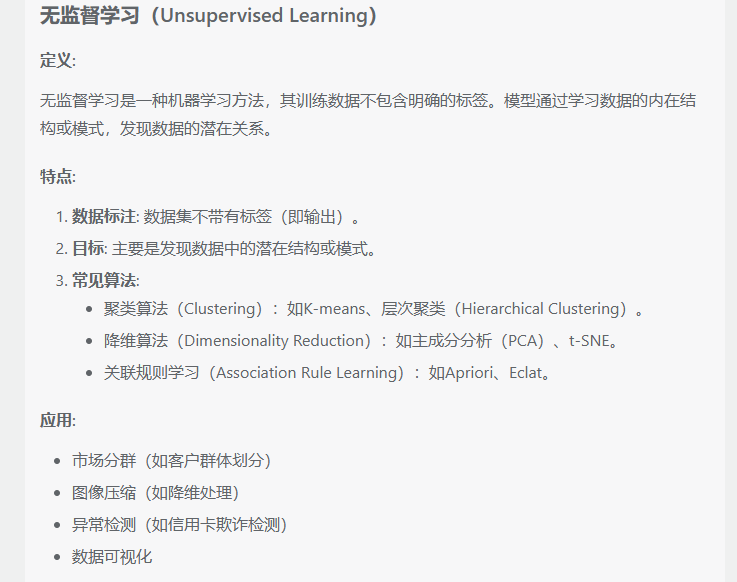 无监督学习（Unsupervised Learning）
定义:
无监督学习是一种机器学习方法，其训练数据不包含明确的标签。模型通过学习数据的内在结
构或模式，发现数据的潜在关系。
特点:
1. 数据标注: 数据集不带有标签（即输出）。
2. 目标: 主要是发现数据中的潜在结构或模式。
3. 常见算法:
• 聚类算法（Clustering）：如K-means、层次聚类（Hierarchical Clustering）。
• 降维算法（Dimensionality Reduction）：如主成分分析（PCA）、t-SNE。
• 关联规则学习（Association Rule Learning）：如Apriori、Eclat。
应用:
• 市场分群（如客户群体划分）
• 图像压缩（如降维处理）
• 异常检测（如信用卡欺诈检测）
• 数据可视化